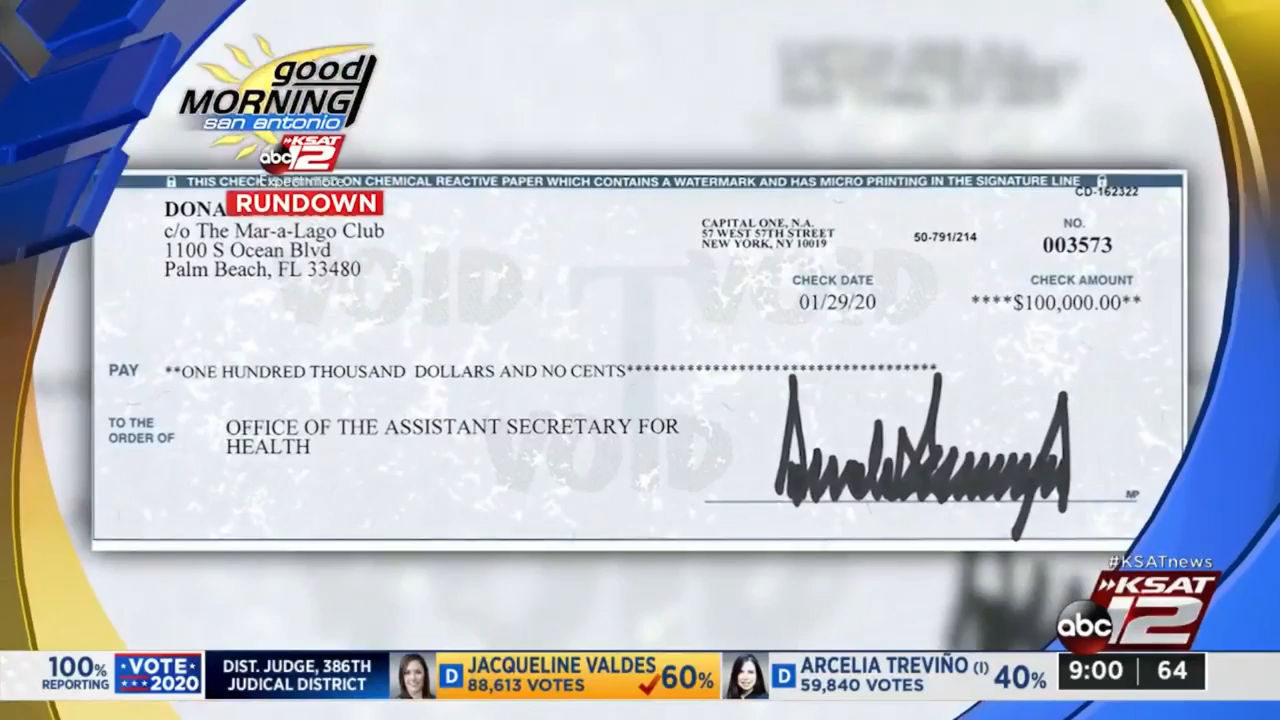 good
MORNING
san antonio
KSAT
abc 12
THIS CHECK ON CHEMICAL REACTIVE PAPER WHICH CONTAINS A WATERMARK AND HAS MICRO PRINTING IN THE SIGNATURE LINE
RUNDOWN
CD-162322
DONA
c/o The Mar-a-Lago Club
1100 S Ocean Blvd
Palm Beach, FL 33480
CAPITAL ONE, N.A.
57 WEST 57TH STREET
NEW YORK, NY 10019
50-791/214
NO.
003573
CHECK DATE
01/29/20
CHECK AMOUNT
****$100,000.00**
VOID VOID
PAY **ONE HUNDRED THOUSAND DOLLARS AND NO CENTS**********************************
TO THE
ORDER OF
OFFICE OF THE ASSISTANT SECRETARY FOR
HEALTH
VOID
MP
#KSATnews
KSAT
abc 12
100%
REPORTING
VOTE
2020
DIST. JUDGE, 386TH
JUDICAL DISTRICT
D JACQUELINE VALDES
88,613 VOTES 60%
D ARCELIA TREVIÑO (I)
59,840 VOTES 40%
9:00 64